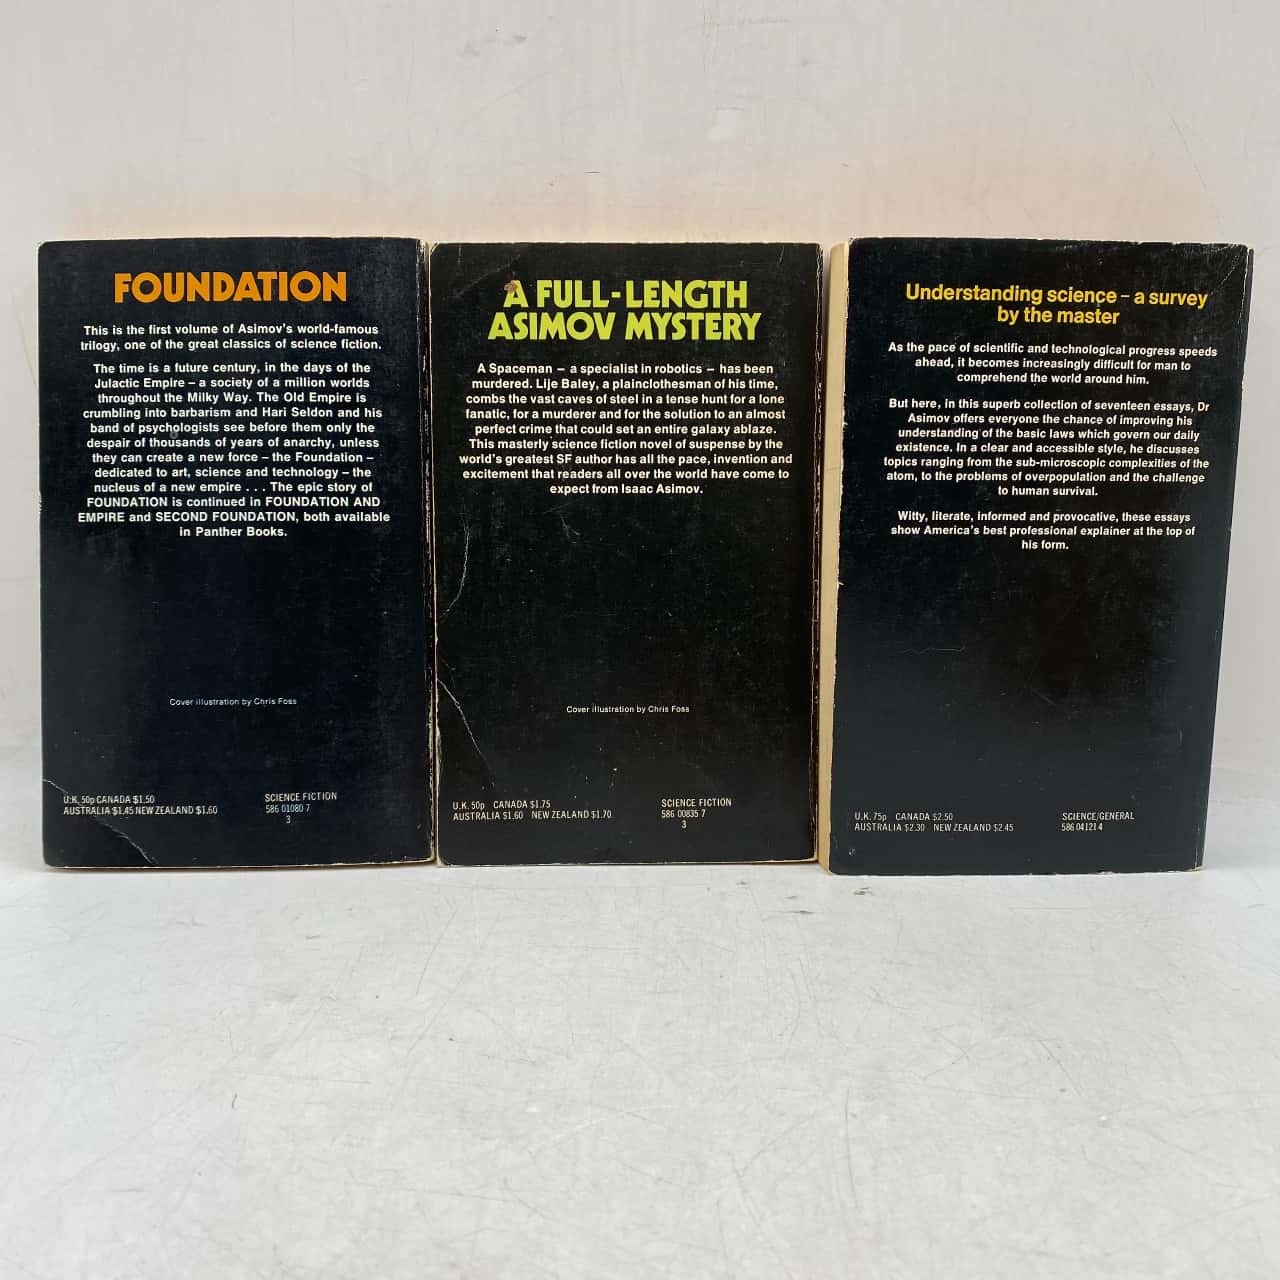 FOUNDATION
This is the first volume of Asimov's world-famous
trilogy, one of the great classics of science fiction.
The time is a future century, in the days of the
Julactic Empire – a society of a million worlds
throughout the Milky Way. The Old Empire is
crumbling into barbarism and Hari Seldon and his
band of psychologists see before them only the
despair of thousands of years of anarchy, unless
they can create a new force – the Foundation –
dedicated to art, science and technology – the
nucleus of a new empire . . . The epic story of
FOUNDATION is continued in FOUNDATION AND
EMPIRE and SECOND FOUNDATION, both available
in Panther Books.
Cover illustration by Chris Foss
U.K. 50p CANADA $1.50
AUSTRALIA $1.45 NEW ZEALAND $1.60
SCIENCE FICTION
586 01080 7
3
A FULL-LENGTH
ASIMOV MYSTERY
A Spaceman – a specialist in robotics – has been
murdered. Lije Baley, a plainclothesman of his time,
combs the vast caves of steel in a tense hunt for a lone
fanatic, for a murderer and for the solution to an almost
perfect crime that could set an entire galaxy ablaze.
This masterly science fiction novel of suspense by the
world's greatest SF author has all the pace, invention and
excitement that readers all over the world have come to
expect from Isaac Asimov.
Cover illustration by Chris Foss
U.K. 50p CANADA $1.75
AUSTRALIA $1.60 NEW ZEALAND $1.70
SCIENCE FICTION
586 00835 7
3
Understanding science – a survey
by the master
As the pace of scientific and technological progress speeds
ahead, it becomes increasingly difficult for man to
comprehend the world around him.
But here, in this superb collection of seventeen essays, Dr
Asimov offers everyone the chance of improving his
understanding of the basic laws which govern our daily
existence. In a clear and accessible style, he discusses
topics ranging from the sub-microscopic complexities of the
atom, to the problems of overpopulation and the challenge
to human survival.
Witty, literate, informed and provocative, these essays
show America's best professional explainer at the top of
his form.
U.K. 75p CANADA $2.50
AUSTRALIA $2.30 NEW ZEALAND $2.45
SCIENCE/GENERAL
586 04121 4